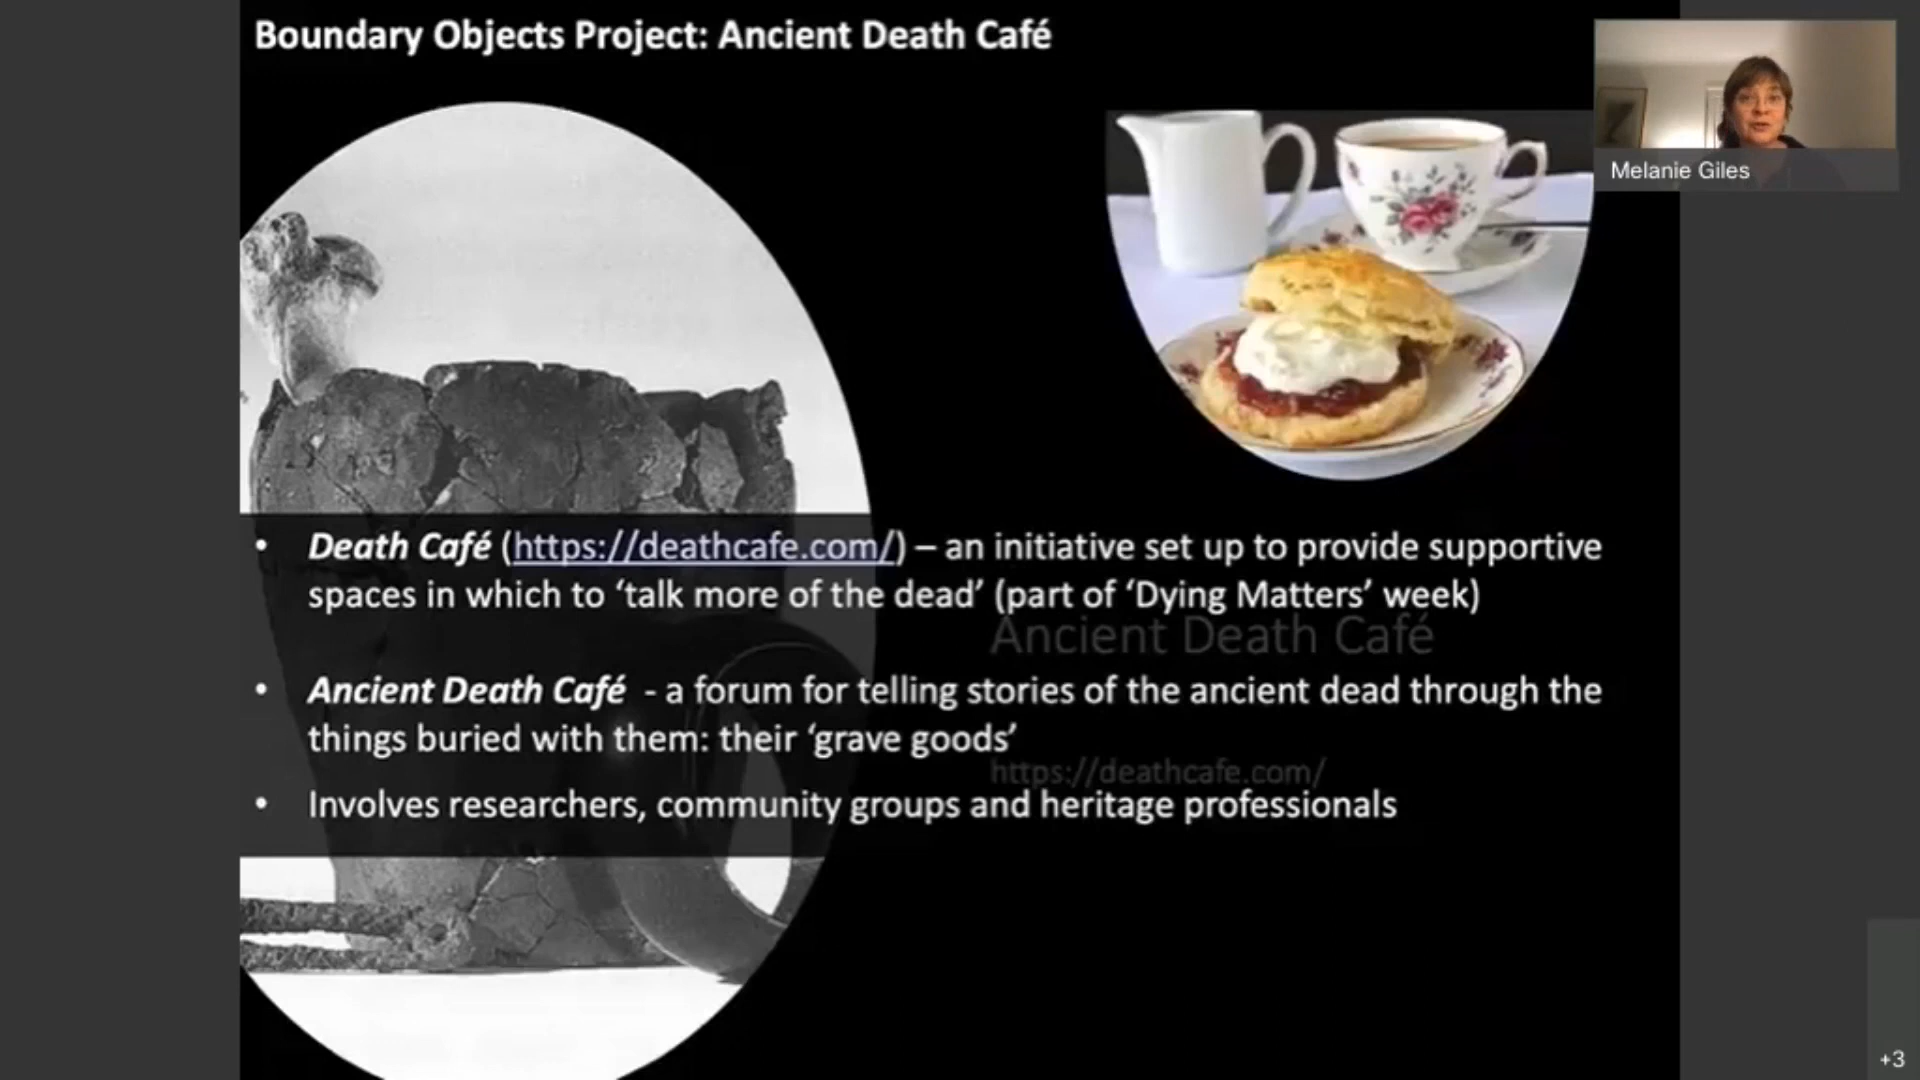 Boundary Objects Project: Ancient Death Café
Melanie Giles
• Death Café (https://deathcafe.com/) – an initiative set up to provide supportive
spaces in which to ‘talk more of the dead’ (part of ‘Dying Matters’ week)
Ancient Death Café
• Ancient Death Café - a forum for telling stories of the ancient dead through the
things buried with them: their ‘grave goods’
https://deathcafe.com/
• Involves researchers, community groups and heritage professionals
+3